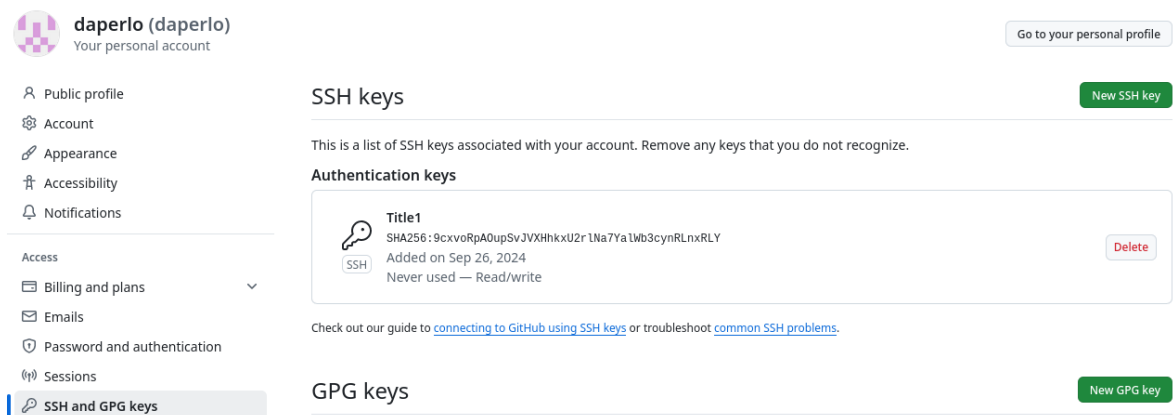 daperlo (daperlo)
Your personal account
Go to your personal profile
Public profile
Account
Appearance
Accessibility
Notifications
Access
Billing and plans
Emails
Password and authentication
Sessions
SSH and GPG keys
SSH keys
New SSH key
This is a list of SSH keys associated with your account. Remove any keys that you do not recognize.
Authentication keys
Title1
SHA256:9cxvoRpAOupSvJVXHhkxU2rlNa7YalWb3cynRLnxRLY
SSH
Added on Sep 26, 2024
Never used — Read/write
Delete
Check out our guide to connecting to GitHub using SSH keys or troubleshoot common SSH problems.
GPG keys
New GPG key